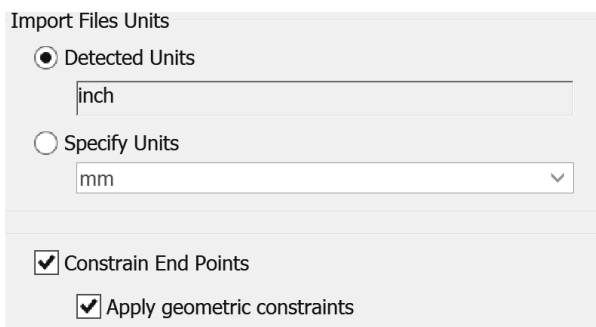 Import Files Units
Detected Units
inch
Specify Units
mm
Constrain End Points
Apply geometric constraints